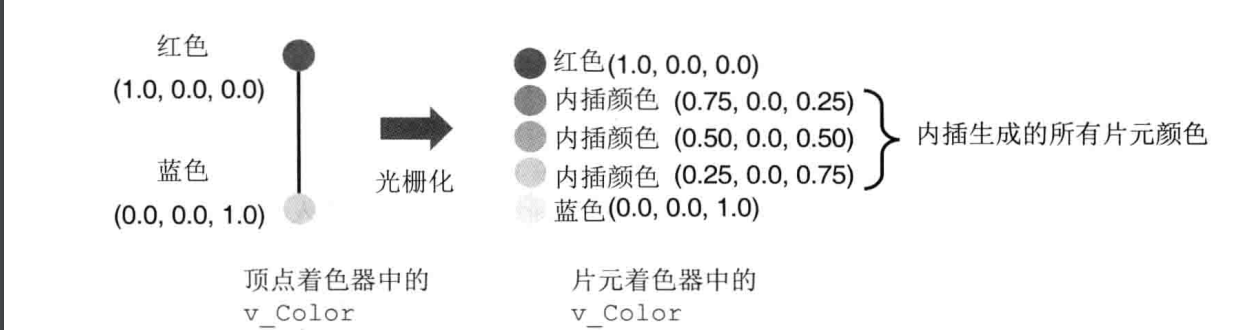 红色
(1.0, 0.0, 0.0)
蓝色
(0.0, 0.0, 1.0)
顶点着色器中的
v_Color
光栅化
红色(1.0, 0.0, 0.0)
内插颜色 (0.75, 0.0, 0.25)
内插颜色 (0.50, 0.0, 0.50)
内插颜色 (0.25, 0.0, 0.75)
蓝色(0.0, 0.0, 1.0)
片元着色器中的
v_Color
内插生成的所有片元颜色